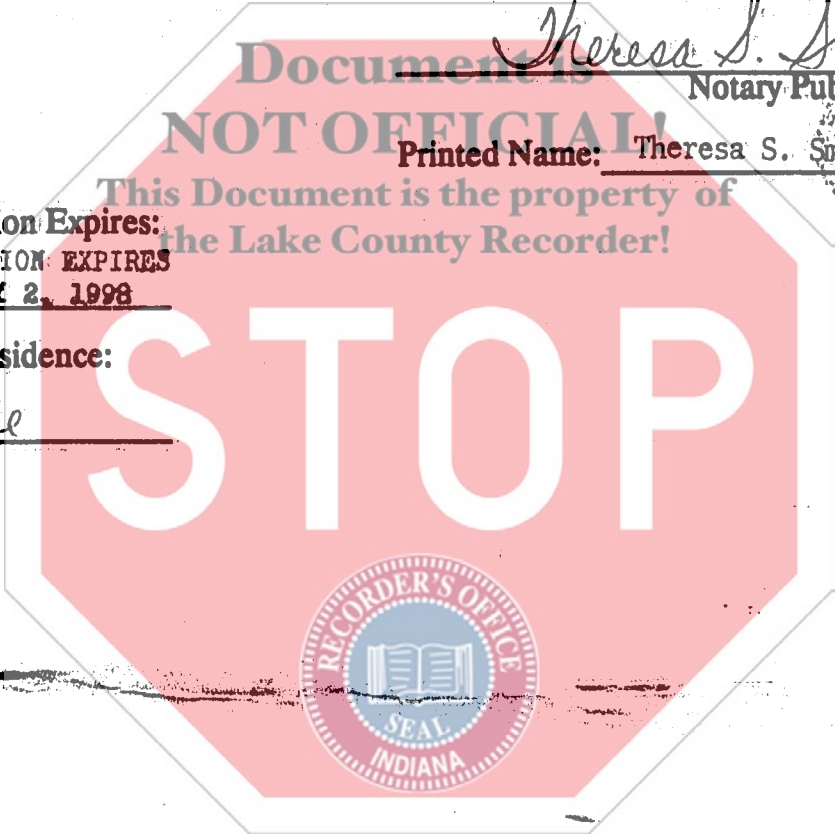 Theresa S. S
Document is
Notary Pub
NOT OFFICIAL!
Printed Name: Theresa S. Sm
This Document is the property of
the Lake County Recorder!
on Expires:
ION EXPIRES
2, 1998
sidence:
STOP
RECORDER'S OFFICE
SEAL
INDIANA